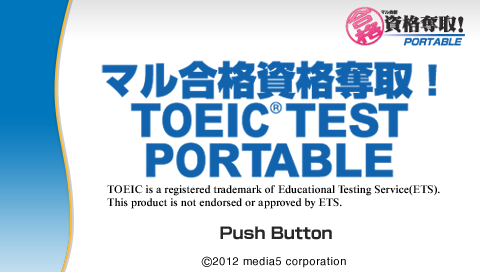 マル合格
合格
資格奪取!
PORTABLE
マル合格資格奪取!
TOEIC® TEST
PORTABLE
TOEIC is a registered trademark of Educational Testing Service(ETS).
This product is not endorsed or approved by ETS.
Push Button
©2012 media5 corporation